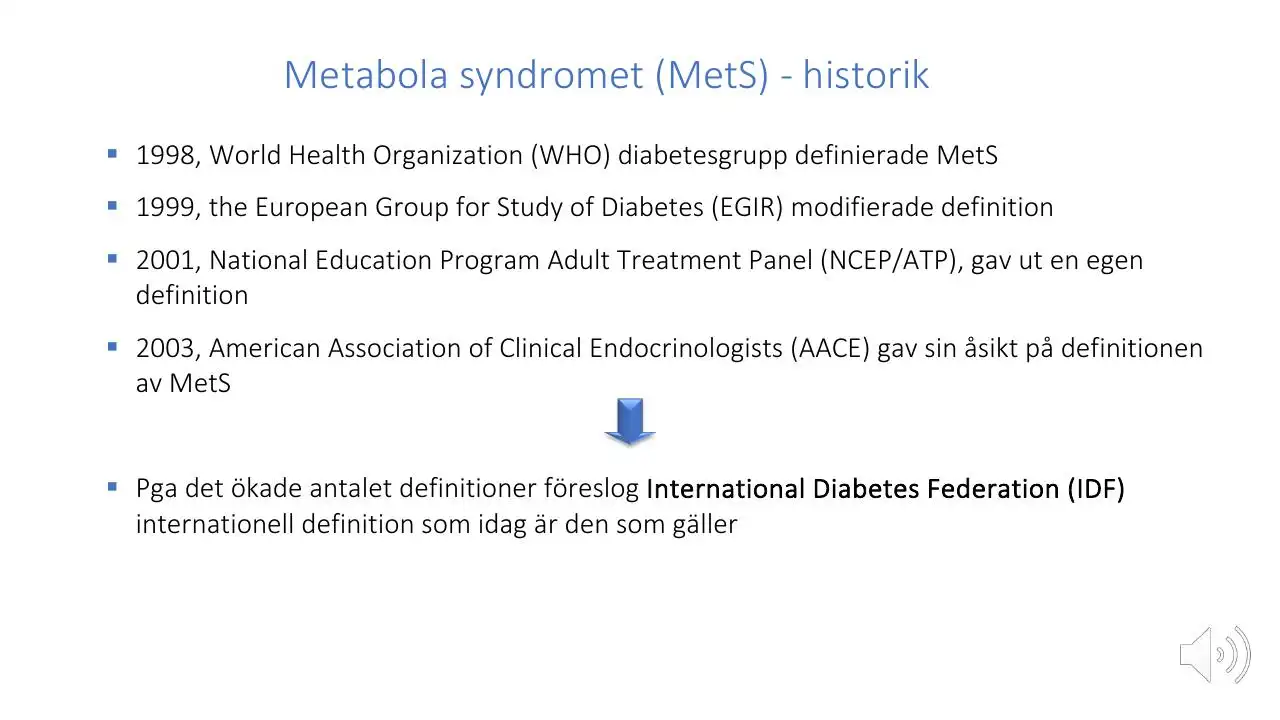 Metabola syndromet (MetS) - historik
1998, World Health Organization (WHO) diabetesgrupp definierade MetS
1999, the European Group for Study of Diabetes (EGIR) modifierade definition
2001, National Education Program Adult Treatment Panel (NCEP/ATP), gav ut en egen
definition
2003, American Association of Clinical Endocrinologists (AACE) gav sin åsikt på definitionen
av MetS
Pga det ökade antalet definitioner föreslog International Diabetes Federation (IDF)
internationell definition som idag är den som gäller